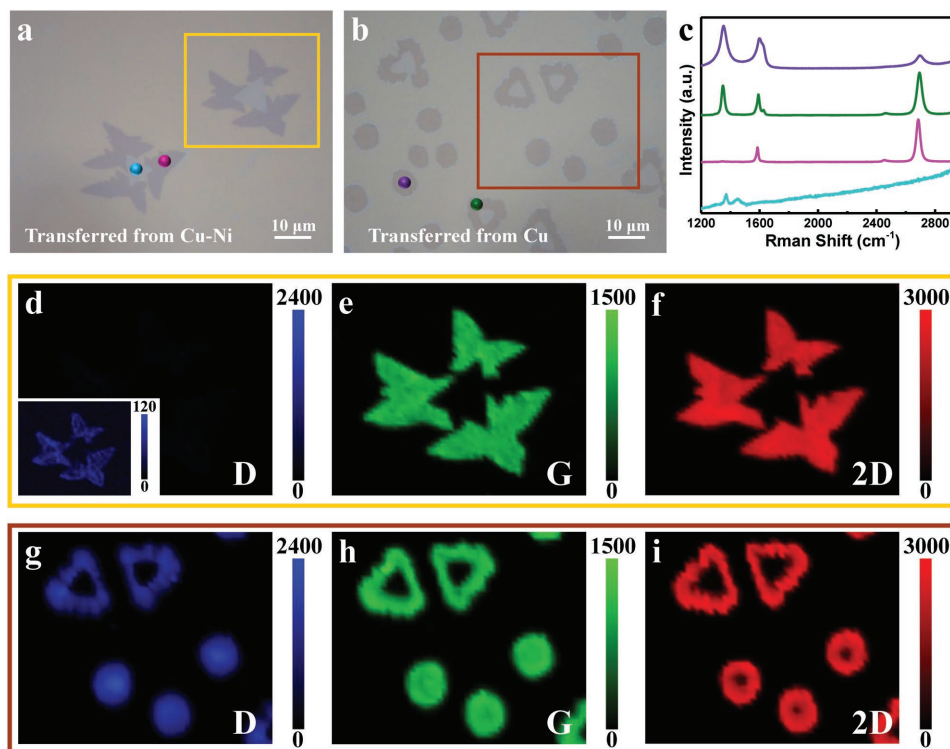 a
Transferred from Cu-Ni
10 μm
b
Transferred from Cu
10 μm
c
Intensity (a.u.)
1200 1600 2000 2400 2800
Rman Shift (cm⁻¹)
d
120
0
D
2400
0
e
G
1500
0
f
2D
3000
0
g
D
2400
0
h
G
1500
0
i
2D
3000
0